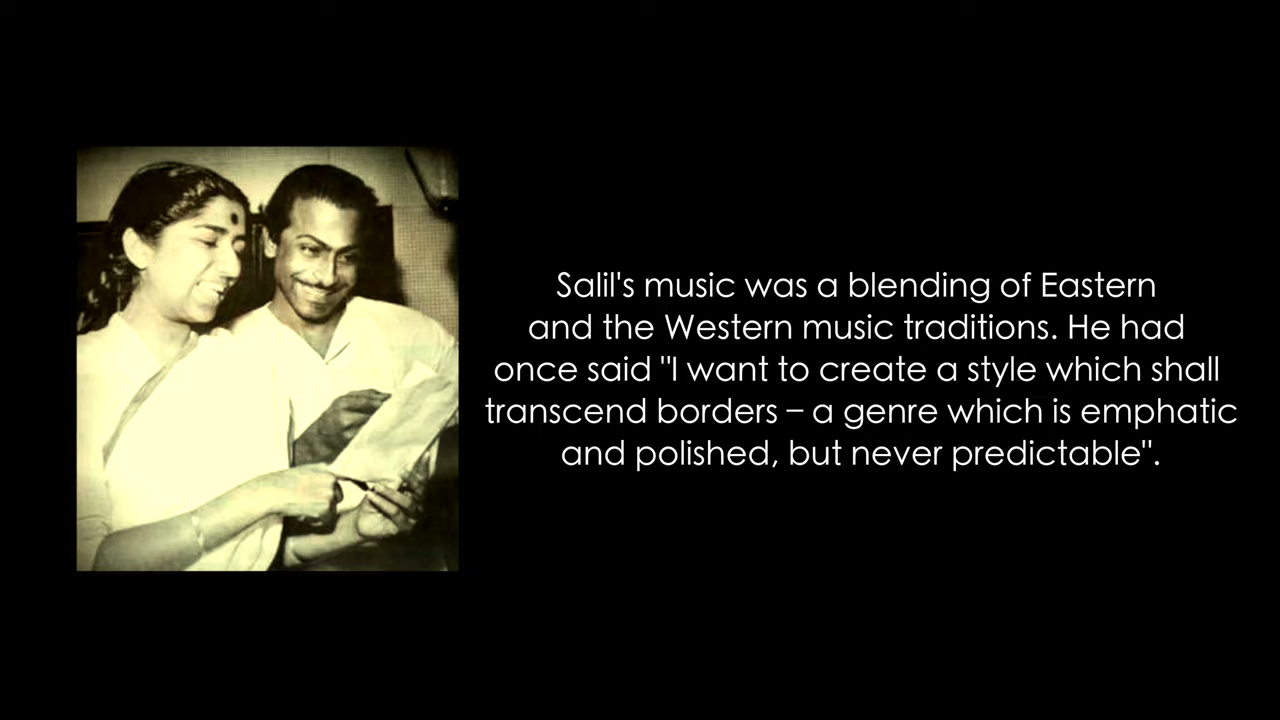 Salil's music was a blending of Eastern
and the Western music traditions. He had
once said "I want to create a style which shall
transcend borders – a genre which is emphatic
and polished, but never predictable".